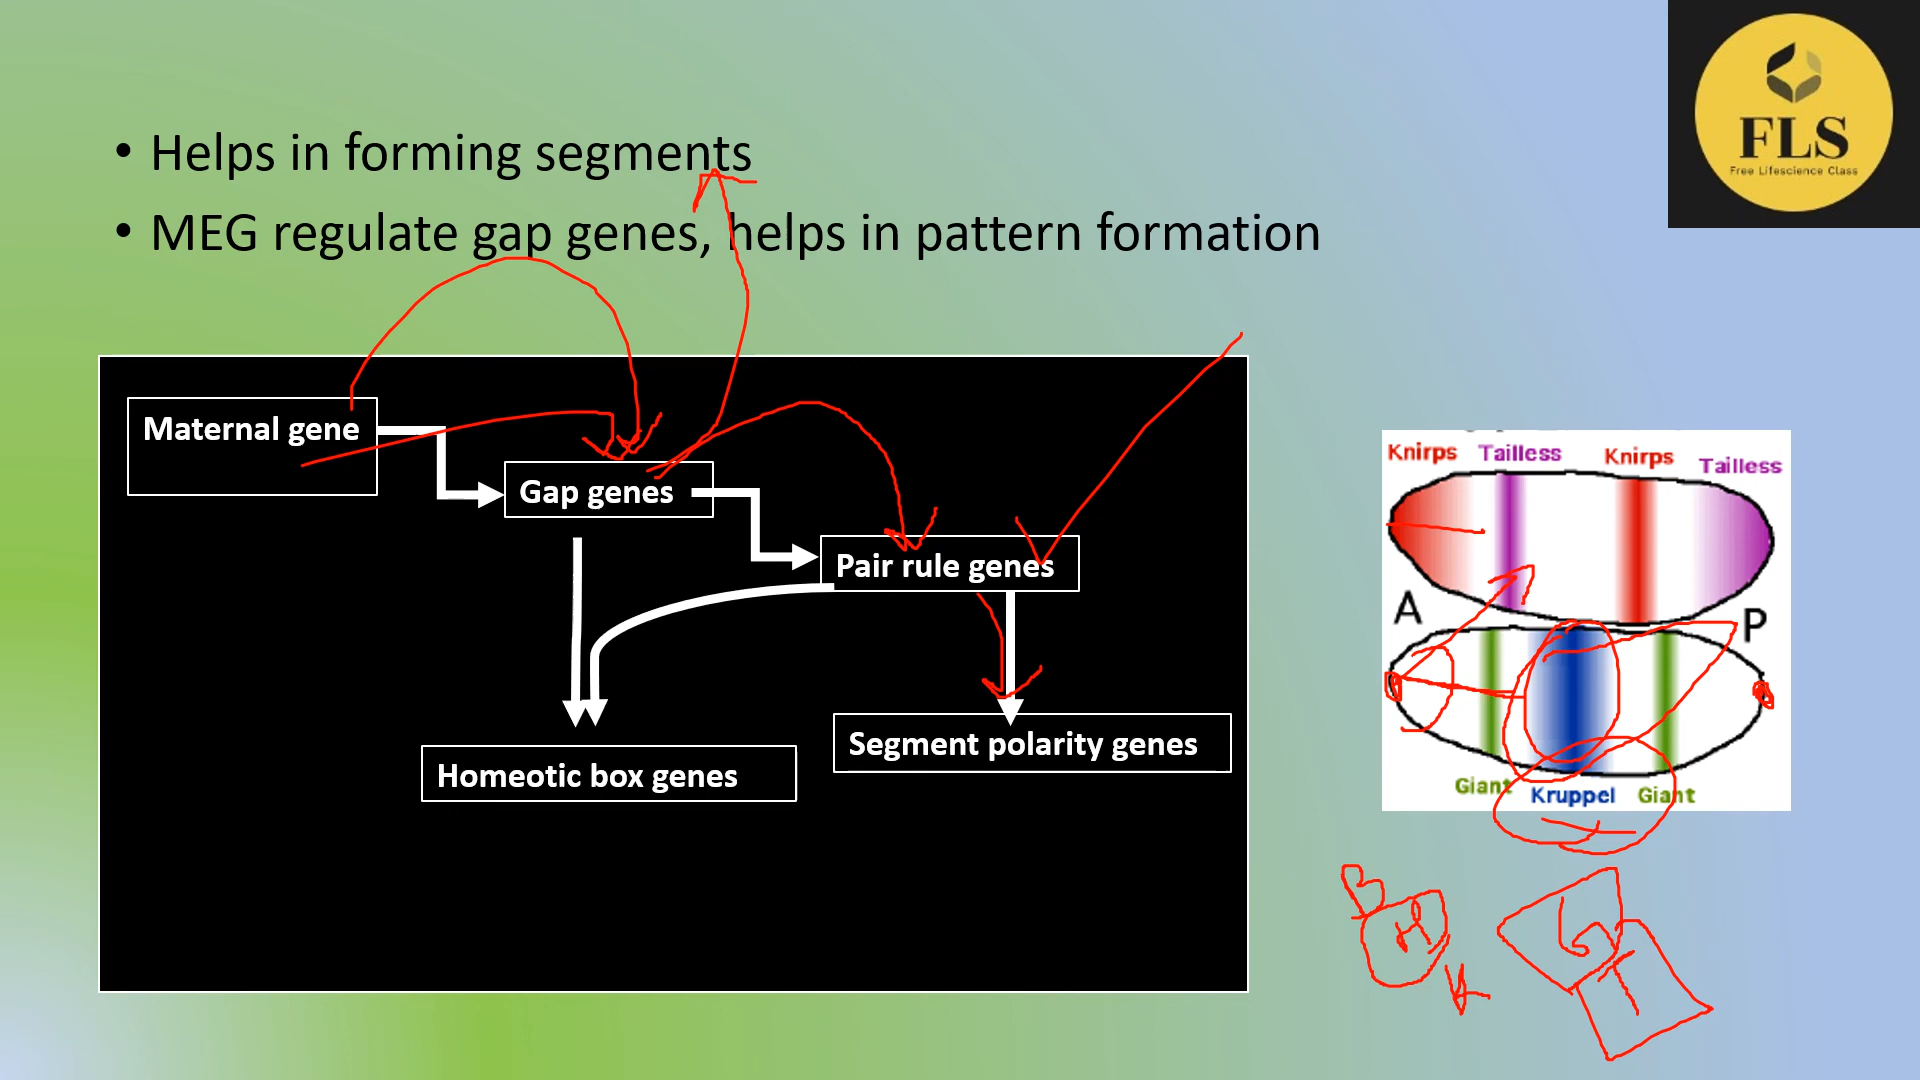 • Helps in forming segments
• MEG regulate gap genes, helps in pattern formation
FLS
Free Lifescience Class
Maternal gene
Gap genes
Pair rule genes
Homeotic box genes
Segment polarity genes
Knirps Tailless Knirps Tailless
A P
Giant Kruppel Giant
B
H
G
T